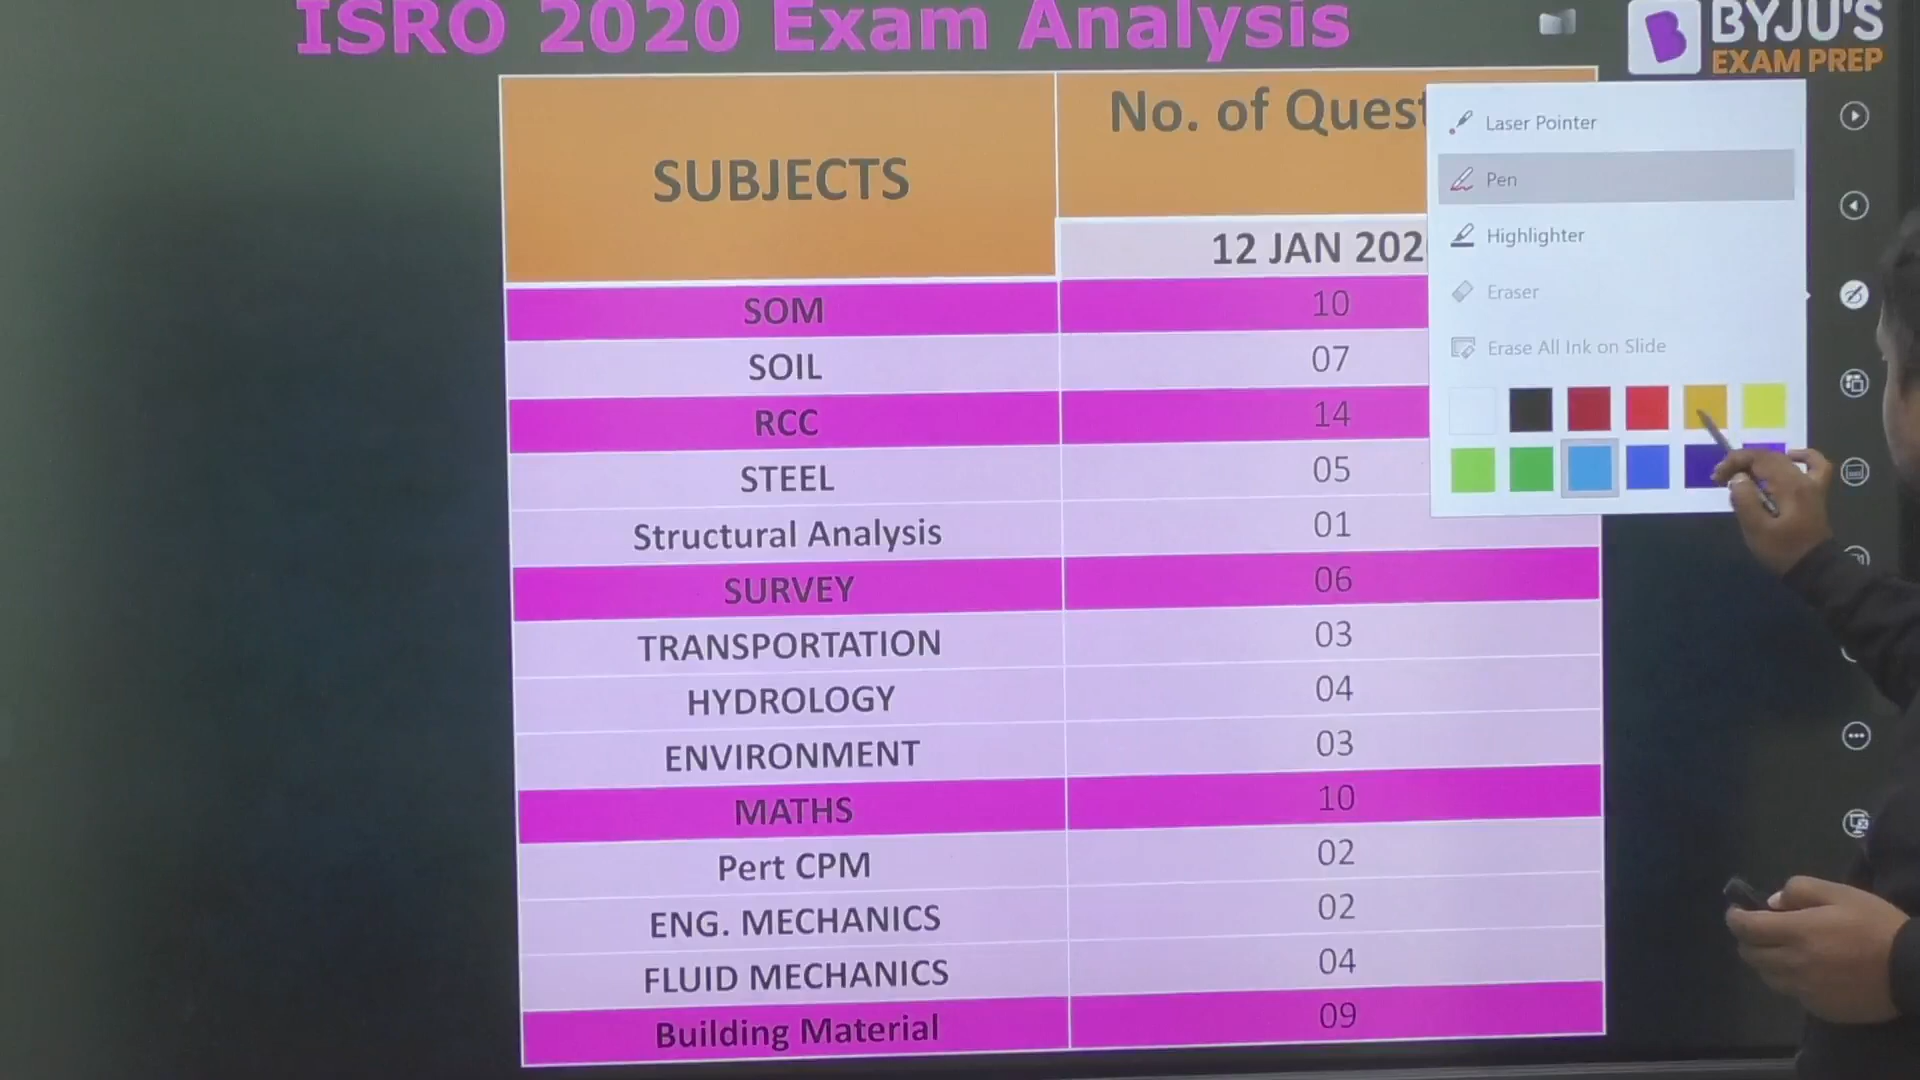 ISRO 2020 Exam Analysis
BYJU'S
EXAM PREP
SUBJECTS
No. of Quest
12 JAN 202
SOM 10
SOIL 07
RCC 14
STEEL 05
Structural Analysis 01
SURVEY 06
TRANSPORTATION 03
HYDROLOGY 04
ENVIRONMENT 03
MATHS 10
Pert CPM 02
ENG. MECHANICS 02
FLUID MECHANICS 04
Building Material 09
Laser Pointer
Pen
Highlighter
Eraser
Erase All Ink on Slide